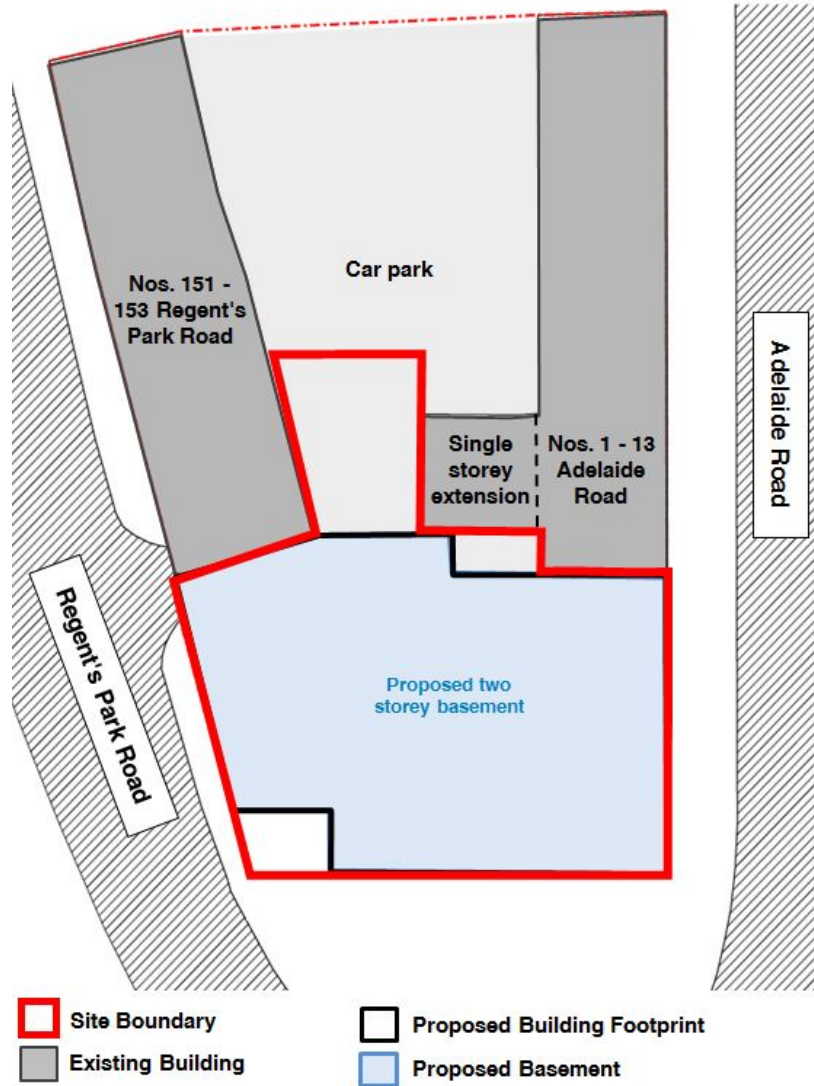 Nos. 151 -
153 Regent's
Park Road
Car park
Single
storey
extension
Nos. 1 - 13
Adelaide
Road
Adelaide Road
Regent's Park Road
Proposed two
storey basement
Site Boundary
Proposed Building Footprint
Existing Building
Proposed Basement